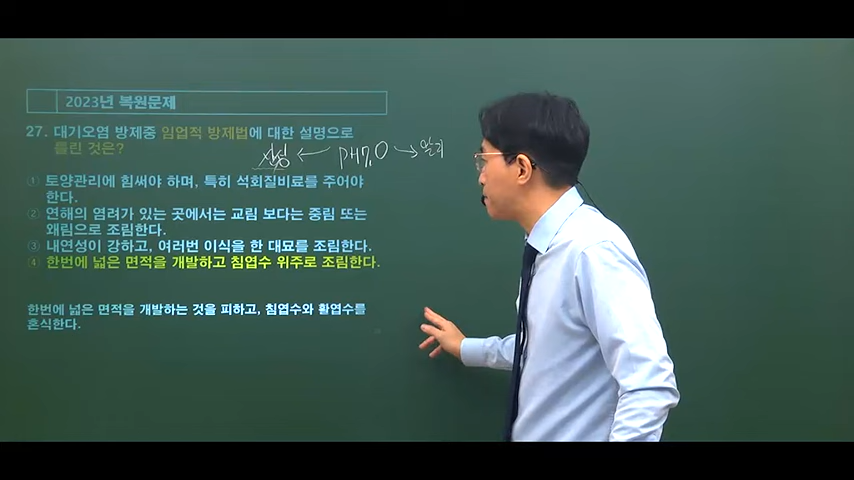 2023년 복원문제
27. 대기오염 방제중 임업적 방제법에 대한 설명으로
틀린 것은?
산성 ← PH7.0 → 알칼리
① 토양관리에 힘써야 하며, 특히 석회질비료를 주어야
한다.
② 연해의 염려가 있는 곳에서는 교림 보다는 중림 또는
왜림으로 조림한다.
③ 내연성이 강하고, 여러번 이식을 한 대묘를 조림한다.
④ 한번에 넓은 면적을 개발하고 침엽수 위주로 조림한다.
한번에 넓은 면적을 개발하는 것을 피하고, 침엽수와 활엽수를
혼식한다.